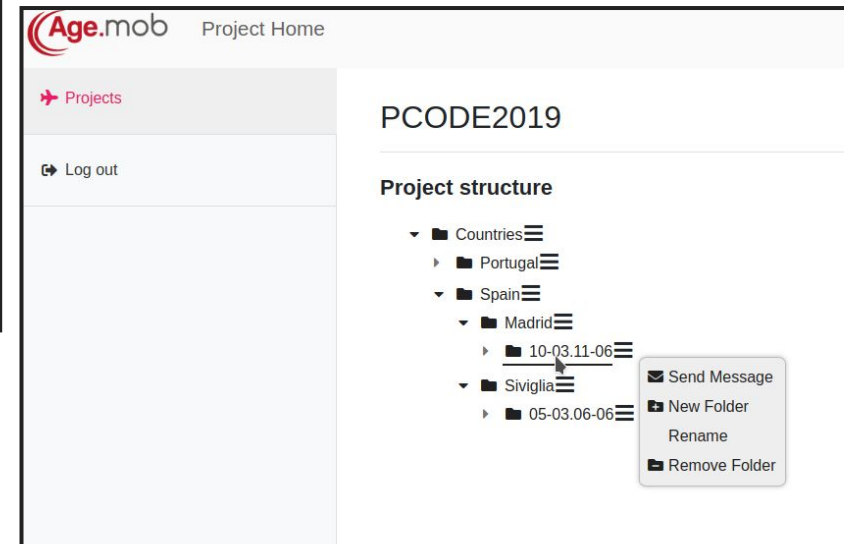 Age.mob Project Home
Projects
Log out
PCODE2019
Project structure
Countries
Portugal
Spain
Madrid
10-03.11-06
Siviglia
05-03.06-06
Send Message
New Folder
Rename
Remove Folder